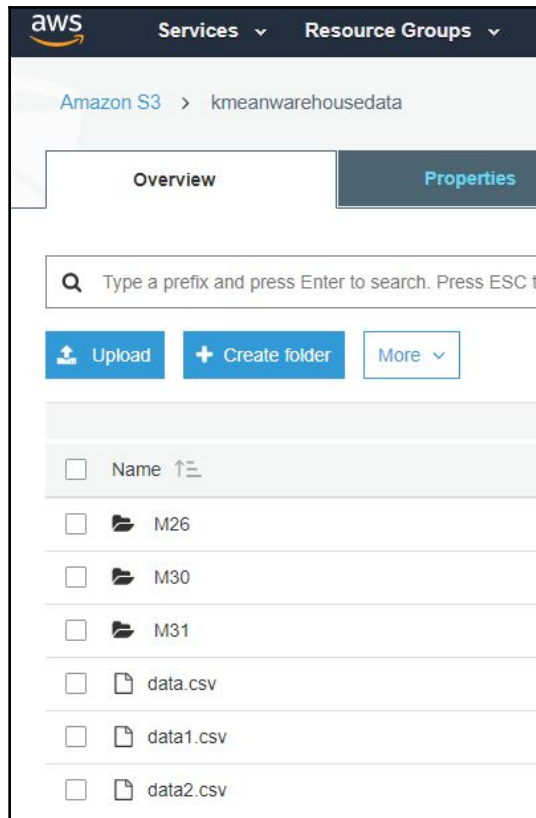 aws Services Resource Groups
Amazon S3 > kmeanwarehousedata
Overview Properties
Type a prefix and press Enter to search. Press ESC t
Upload + Create folder More
Name
M26
M30
M31
data.csv
data1.csv
data2.csv